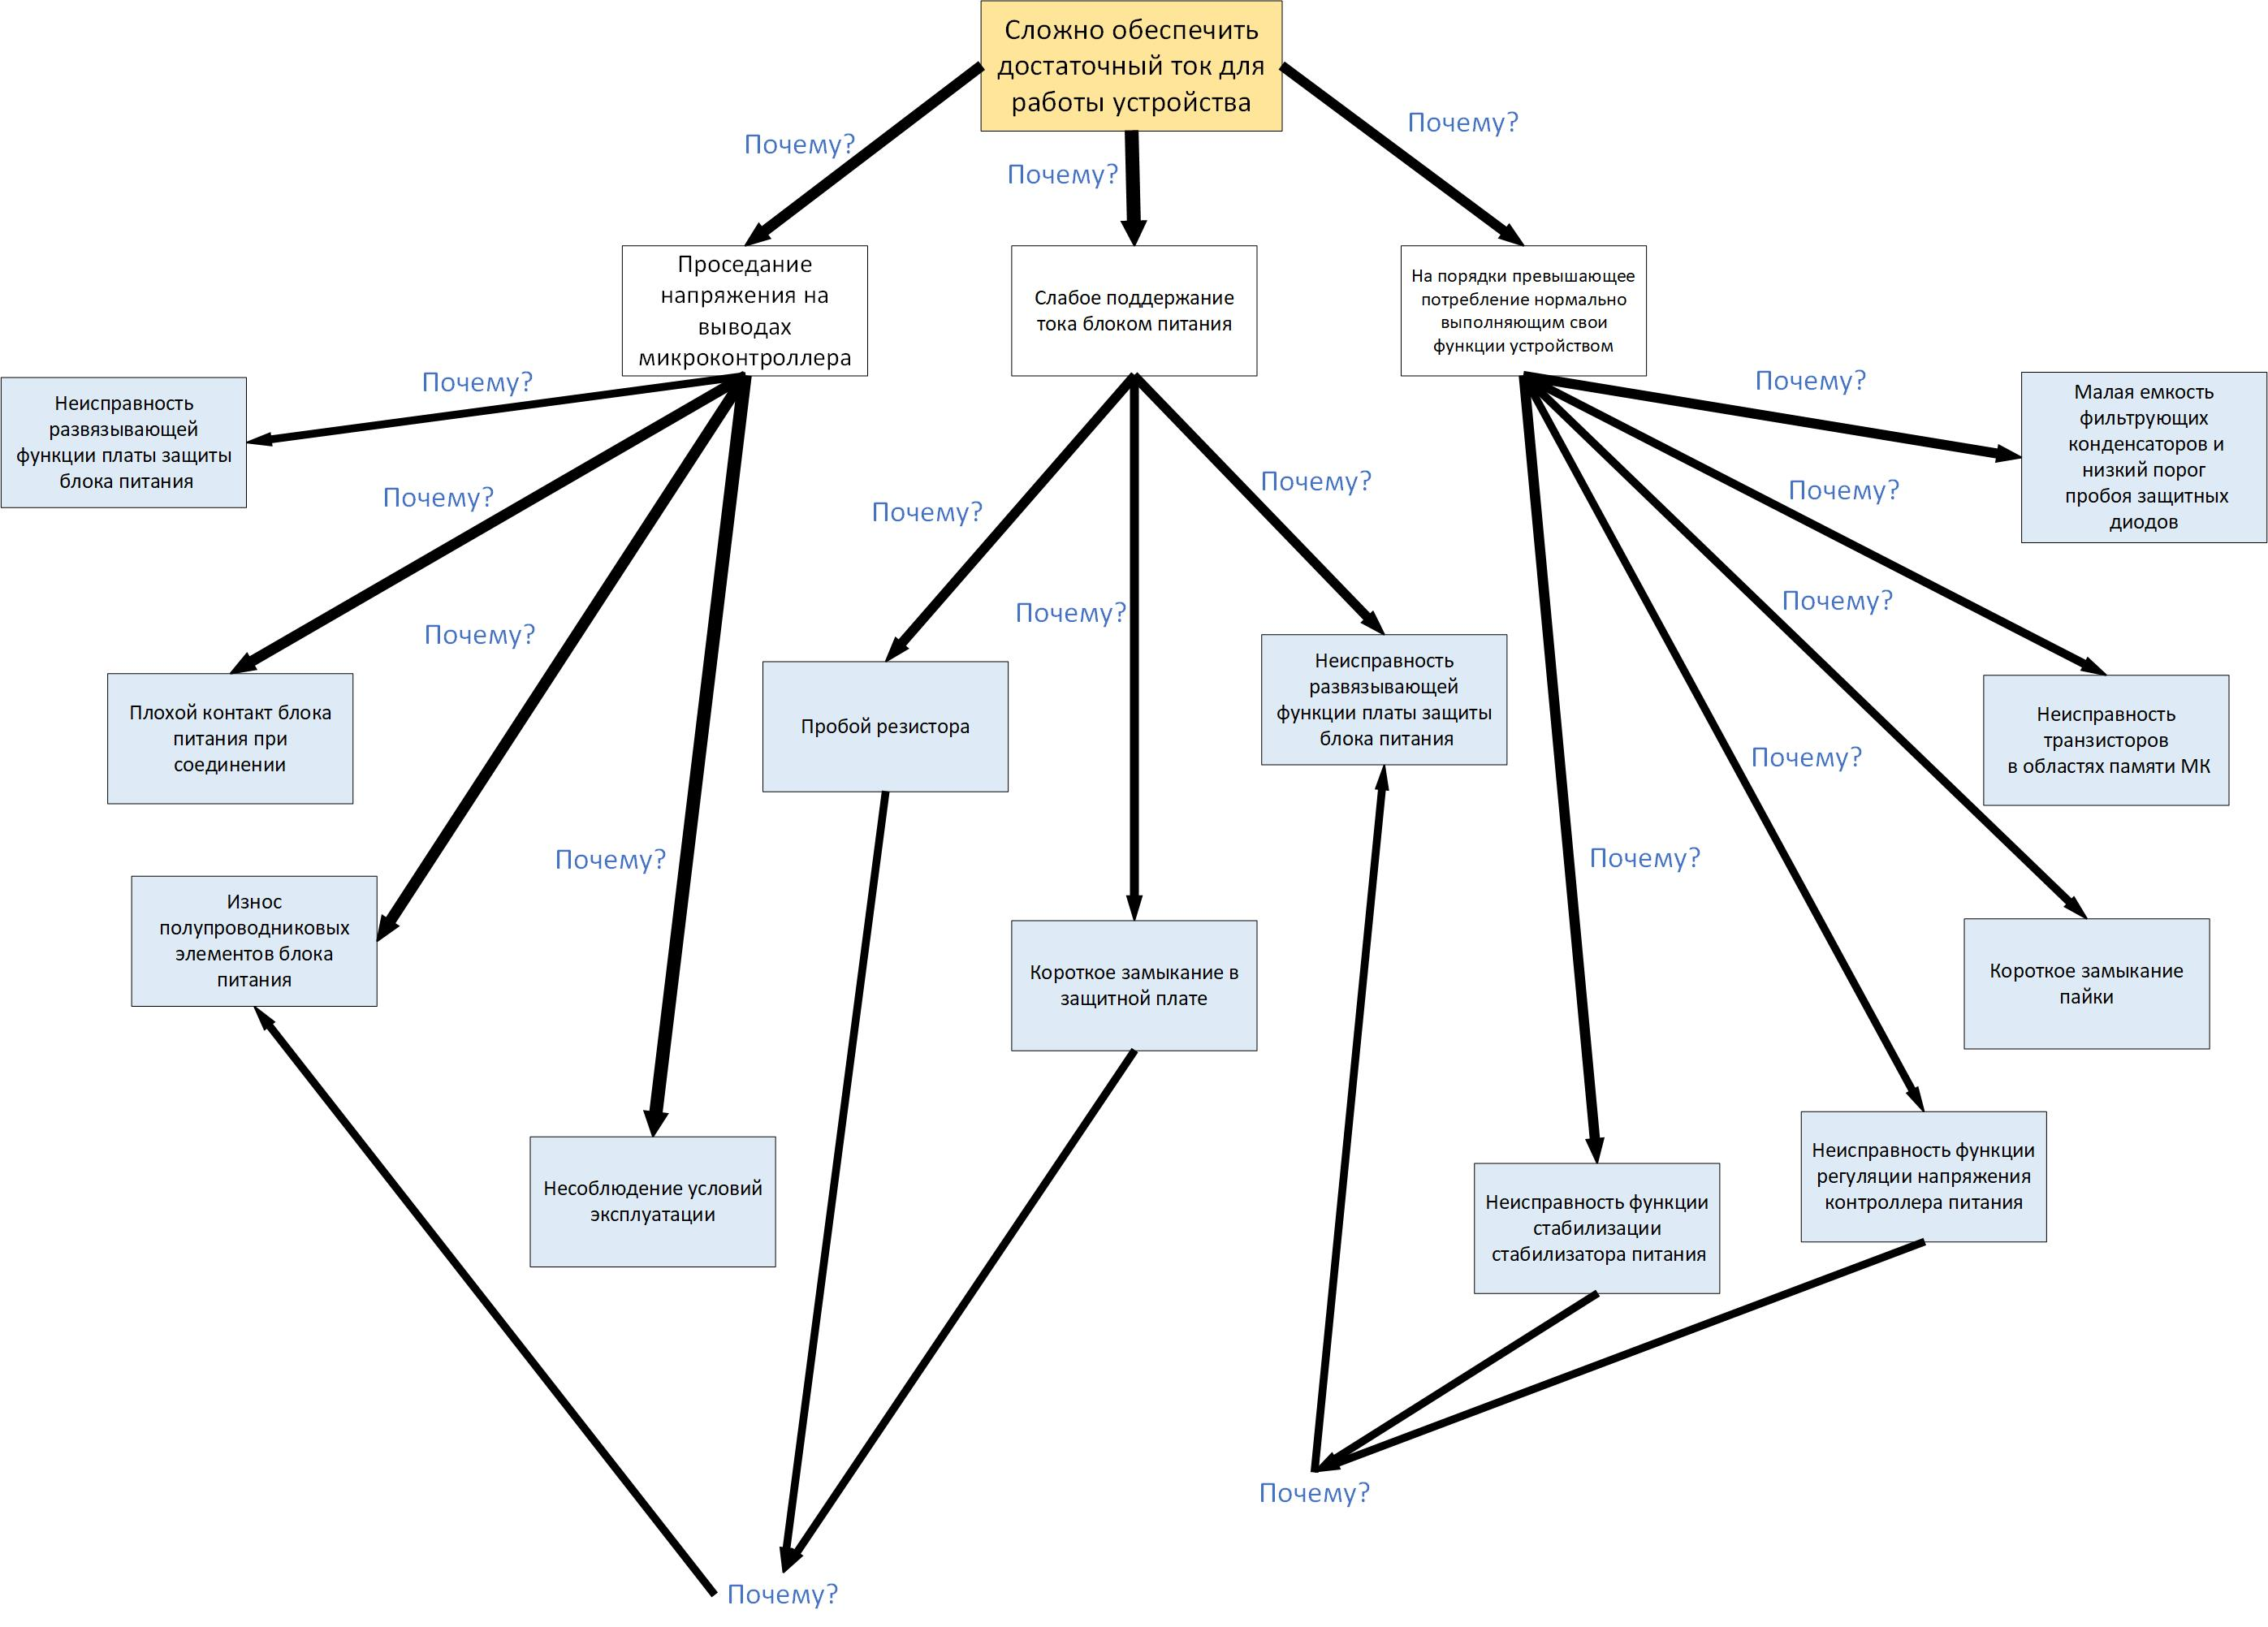 Сложно обеспечить
достаточный ток для
работы устройства
Почему?
Почему?
Почему?
Проседание
напряжения на
выводах
микроконтроллера
Слабое поддержание
тока блоком питания
На порядки превышающее
потребление нормально
выполняющим свои
функции устройством
Почему?
Почему?
Неисправность
развязывающей
функции платы защиты
блока питания
Малая емкость
фильтрующих
конденсаторов и
низкий порог
пробоя защитных
диодов
Почему?
Почему?
Почему?
Почему?
Почему?
Почему?
Почему?
Плохой контакт блока
питания при
соединении
Пробой резистора
Неисправность
развязывающей
функции платы защиты
блока питания
Неисправность
транзисторов
в областях памяти МК
Почему?
Почему?
Почему?
Износ
полупроводниковых
элементов блока
питания
Короткое замыкание в
защитной плате
Короткое замыкание
пайки
Несоблюдение условий
эксплуатации
Неисправность функции
стабилизации
стабилизатора питания
Неисправность функции
регуляции напряжения
контроллера питания
Почему?
Почему?